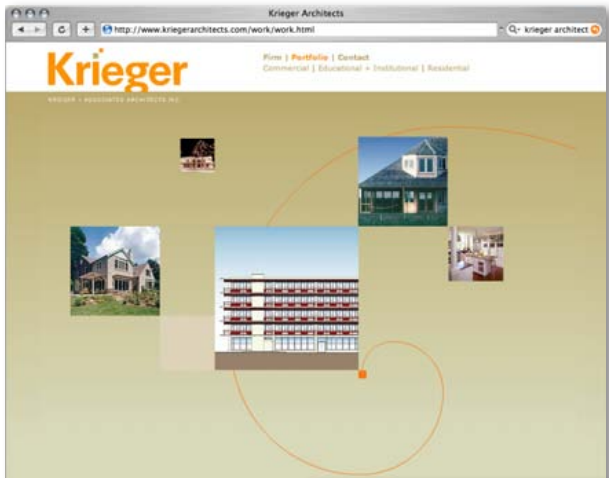 Krieger Architects
http://www.kriegerarchitects.com/work/work.html
krieger architect
Krieger
Firm | Portfolio | Contact
Commercial | Educational + Institutional | Residential
KRIEGER + ASSOCIATES ARCHITECTS INC